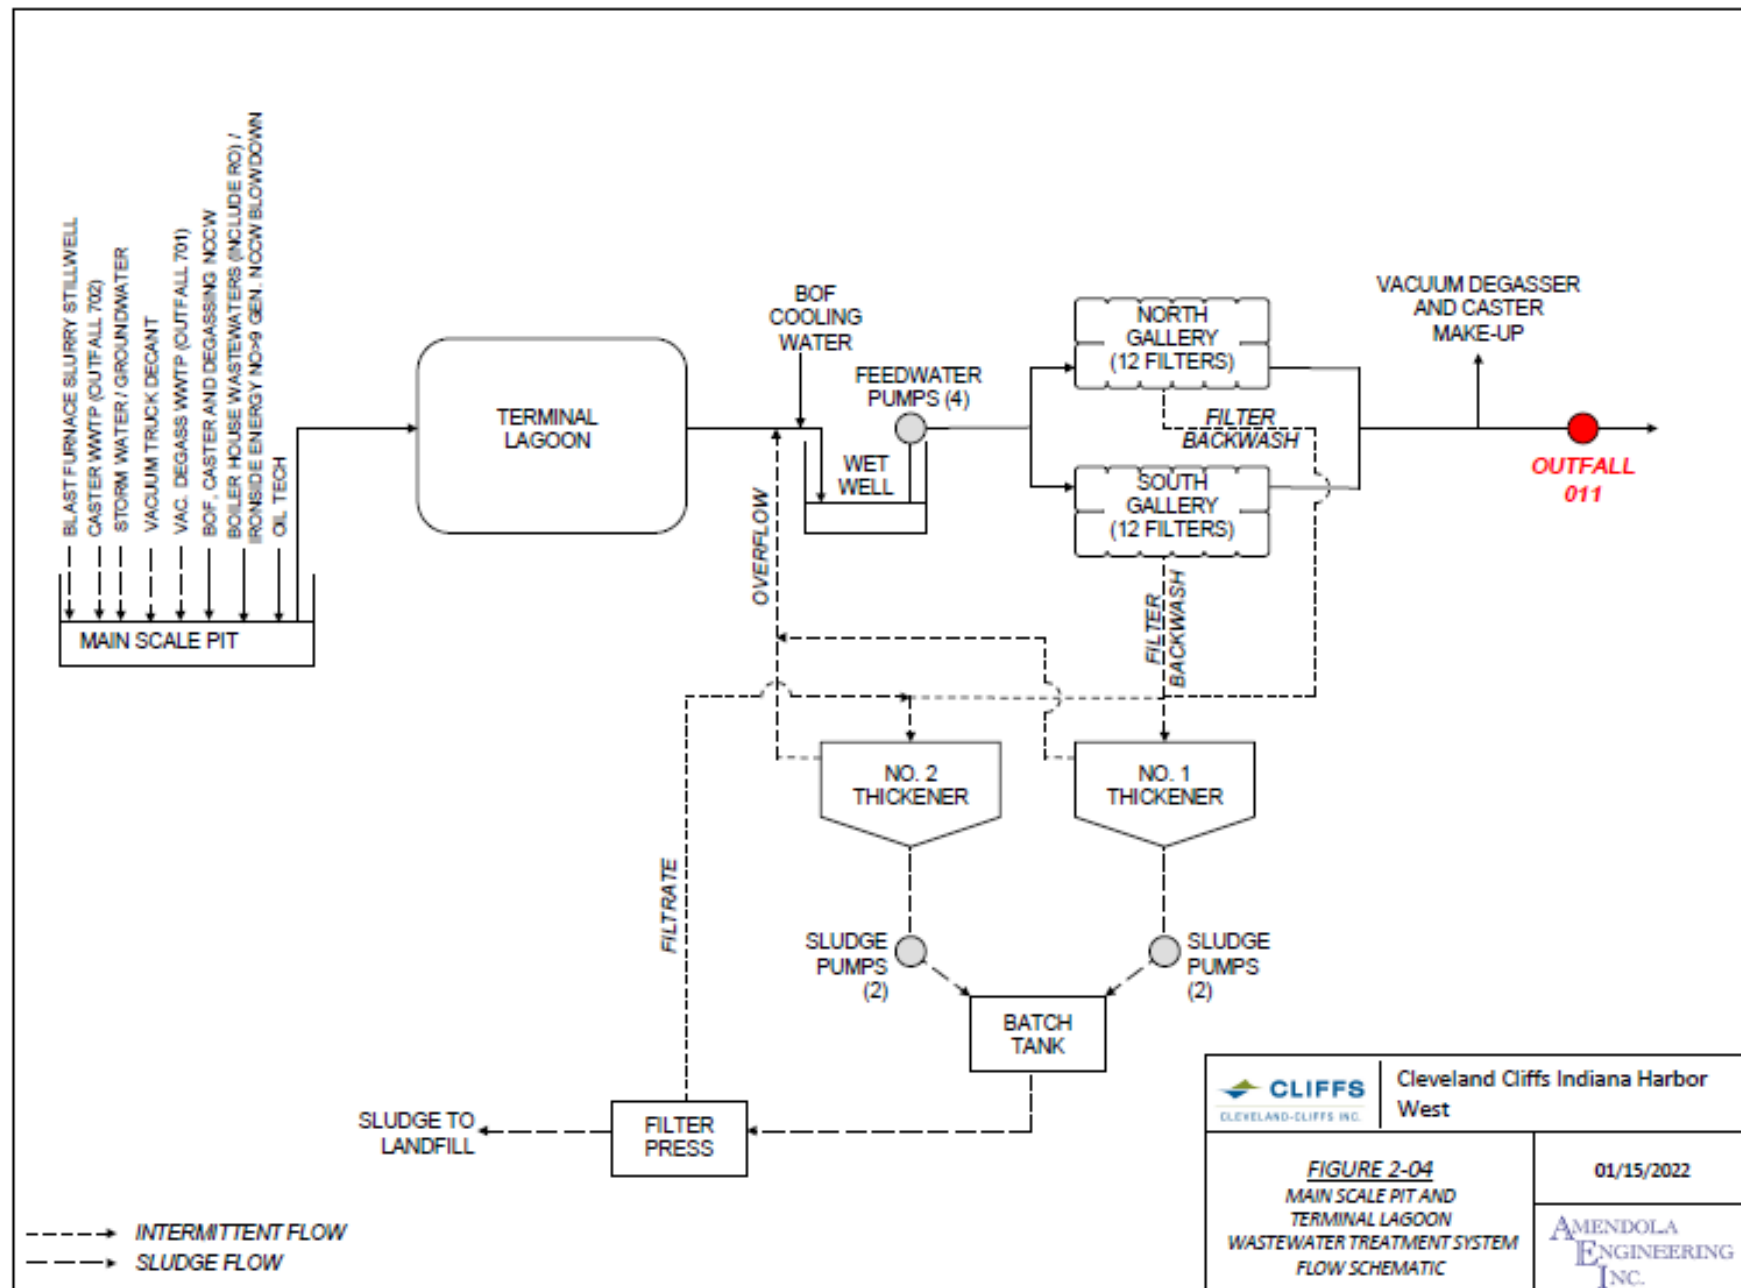 BLAST FURNACE SLURRY STILLWELL
CASTER WWTP (OUTFALL 702)
STORM WATER / GROUNDWATER
VACUUM TRUCK DECANT
VAC. DEGASS WWTP (OUTFALL 701)
BOF, CASTER AND DEGASSING NCCW
BOILER HOUSE WASTEWATERS (INCLUDE RO) /
IRONSIDE ENERGY NO>9 GEN. NCCW BLOWDOWN
OIL TECH
MAIN SCALE PIT
TERMINAL
LAGOON
BOF
COOLING
WATER
FEEDWATER
PUMPS (4)
WET
WELL
NORTH
GALLERY
(12 FILTERS)
FILTER
BACKWASH
SOUTH
GALLERY
(12 FILTERS)
VACUUM DEGASSER
AND CASTER
MAKE-UP
OUTFALL
011
OVERFLOW
FILTER
BACKWASH
NO. 2
THICKENER
NO. 1
THICKENER
FILTRATE
SLUDGE
PUMPS
(2)
SLUDGE
PUMPS
(2)
BATCH
TANK
SLUDGE TO
LANDFILL
FILTER
PRESS
INTERMITTENT FLOW
SLUDGE FLOW
CLIFFS
CLEVELAND-CLIFFS INC.
Cleveland Cliffs Indiana Harbor
West
FIGURE 2-04
MAIN SCALE PIT AND
TERMINAL LAGOON
WASTEWATER TREATMENT SYSTEM
FLOW SCHEMATIC
01/15/2022
AMENDOLA
ENGINEERING
INC.